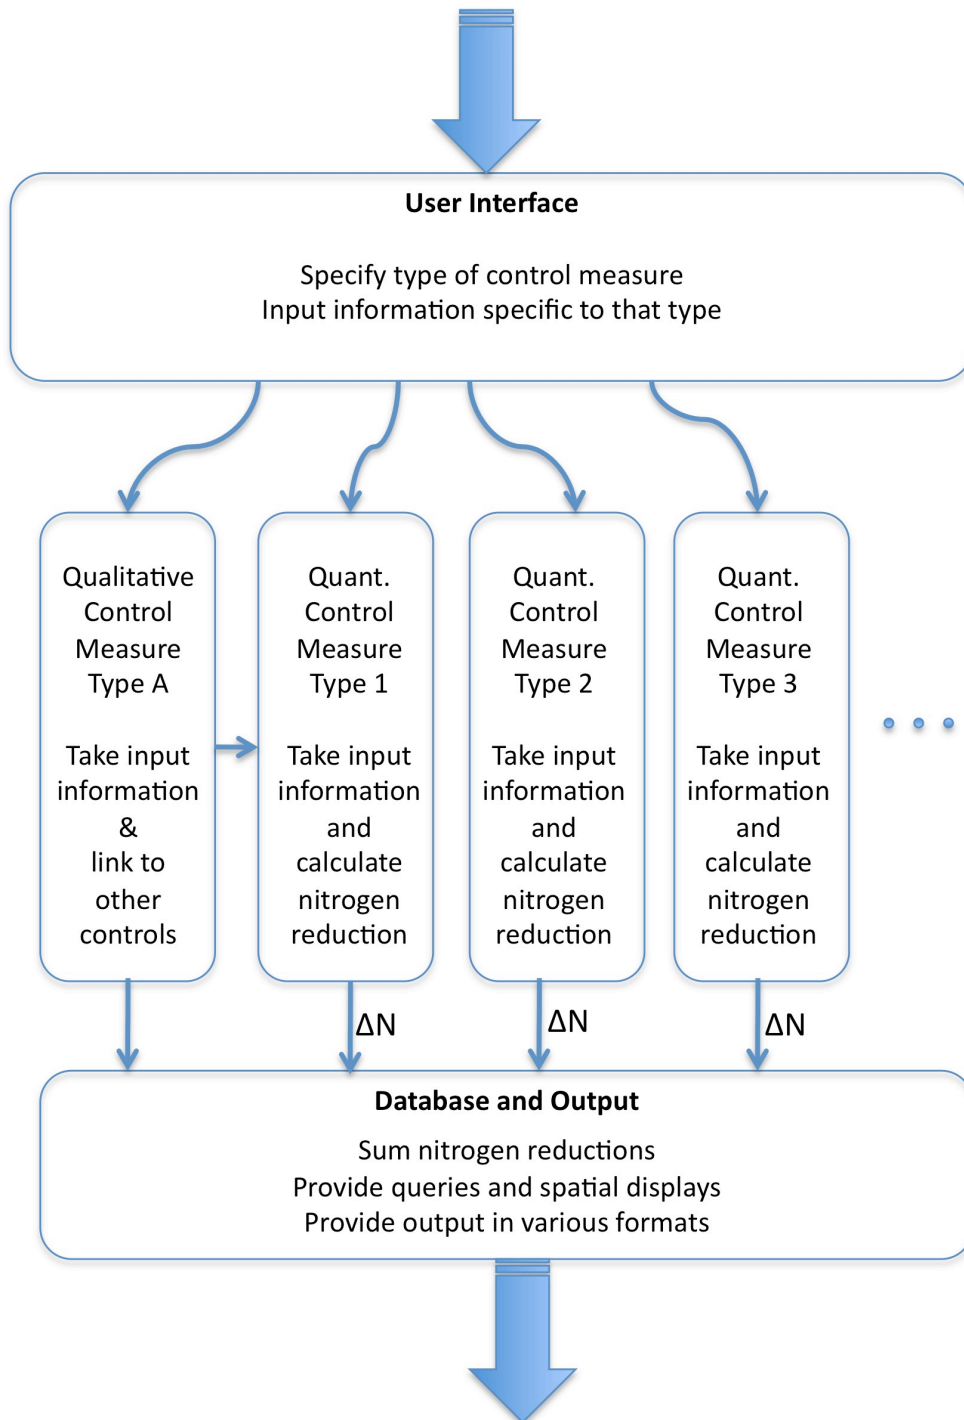 User Interface
Specify type of control measure
Input information specific to that type
Qualitative
Control
Measure
Type A
Take input
information
&
link to
other
controls
Quant.
Control
Measure
Type 1
Take input
information
and
calculate
nitrogen
reduction
Quant.
Control
Measure
Type 2
Take input
information
and
calculate
nitrogen
reduction
Quant.
Control
Measure
Type 3
Take input
information
and
calculate
nitrogen
reduction
ΔN
ΔN
ΔN
Database and Output
Sum nitrogen reductions
Provide queries and spatial displays
Provide output in various formats